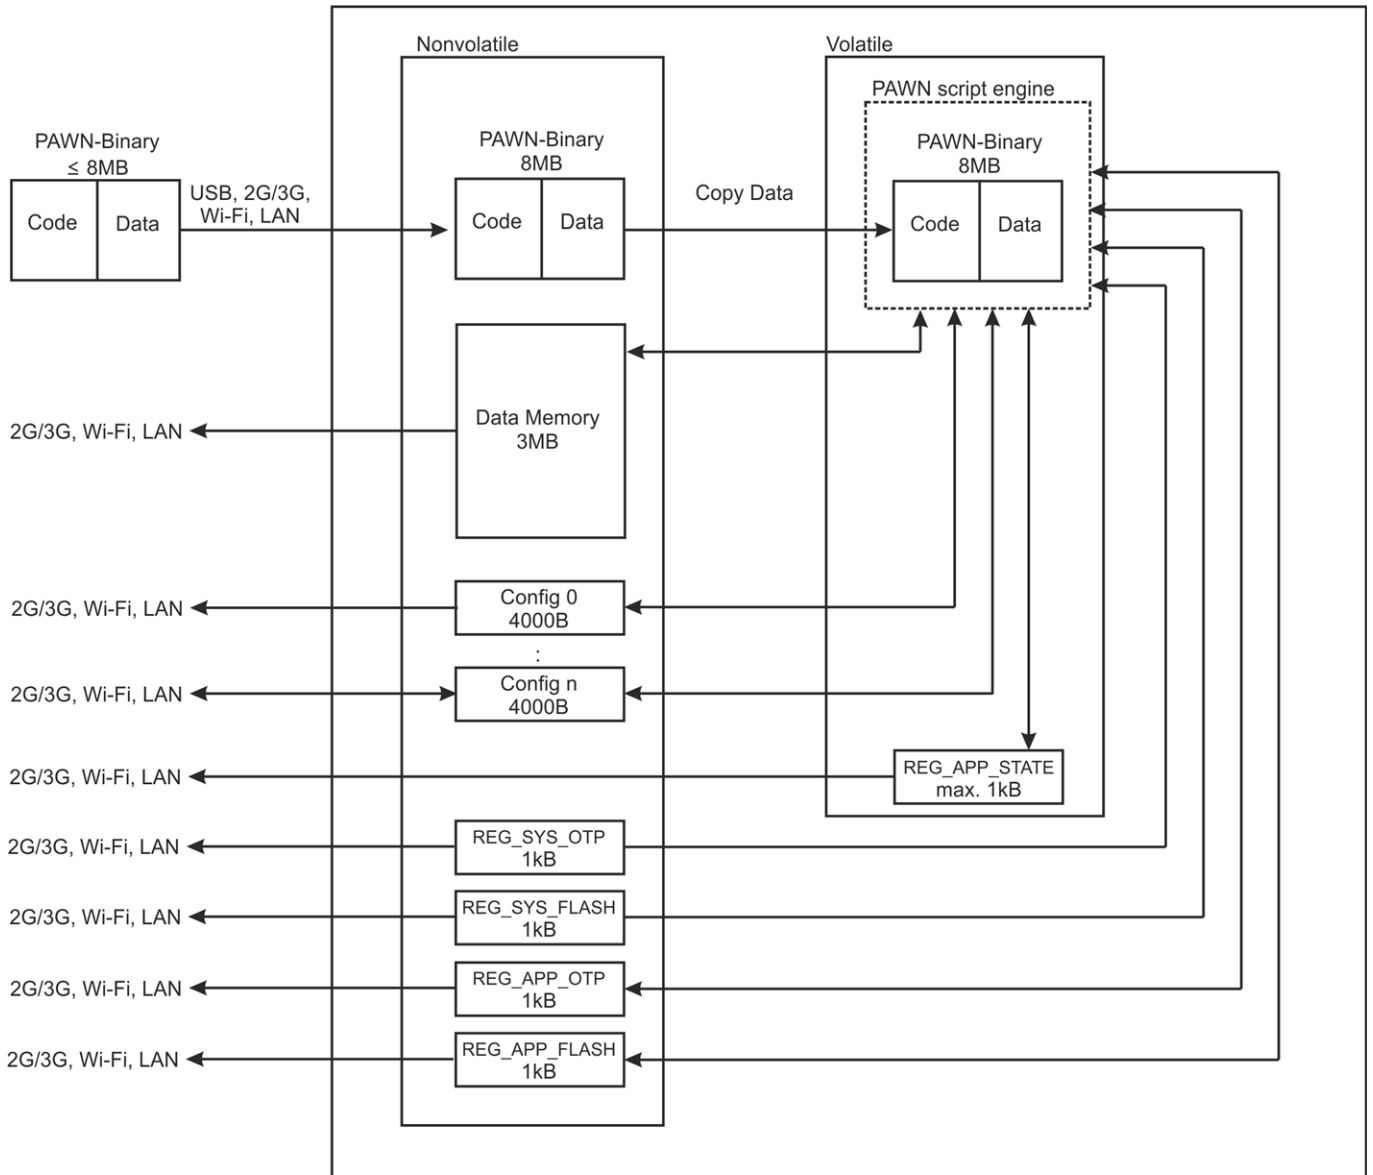 Nonvolatile
Volatile
PAWN script engine
PAWN-Binary
≤ 8MB
Code
Data
USB, 2G/3G,
Wi-Fi, LAN
PAWN-Binary
8MB
Code
Data
Copy Data
PAWN-Binary
8MB
Code
Data
Data Memory
3MB
2G/3G, Wi-Fi, LAN
2G/3G, Wi-Fi, LAN
Config 0
4000B
:
2G/3G, Wi-Fi, LAN
Config n
4000B
2G/3G, Wi-Fi, LAN
REG_APP_STATE
max. 1kB
2G/3G, Wi-Fi, LAN
REG_SYS_OTP
1kB
2G/3G, Wi-Fi, LAN
REG_SYS_FLASH
1kB
2G/3G, Wi-Fi, LAN
REG_APP_OTP
1kB
2G/3G, Wi-Fi, LAN
REG_APP_FLASH
1kB